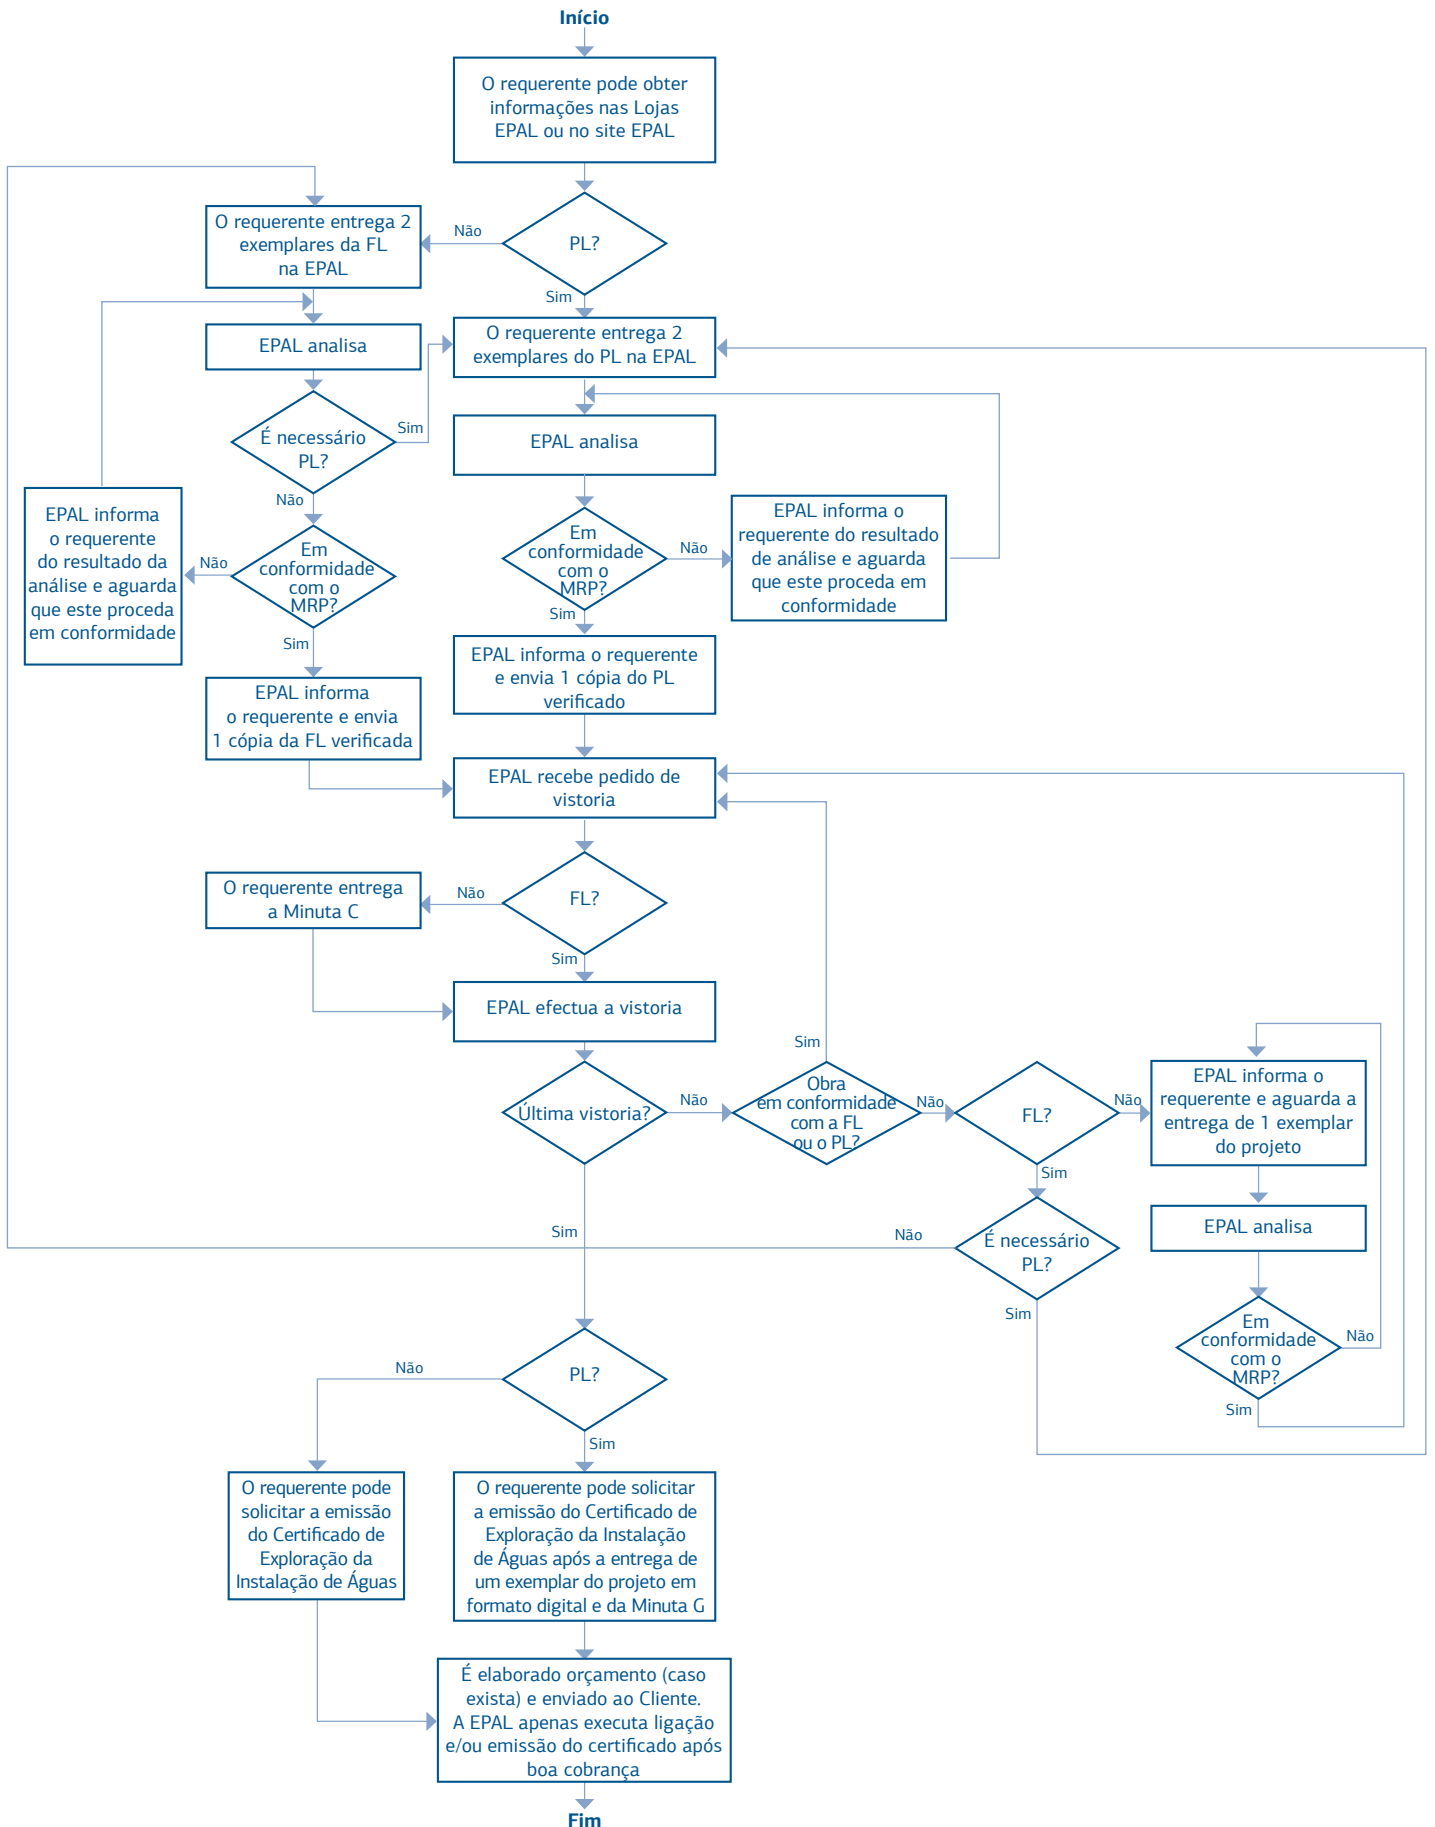 Início
O requerente pode obter
informações nas Lojas
EPAL ou no site EPAL
PL?
Não
Sim
O requerente entrega 2
exemplares da FL
na EPAL
EPAL analisa
É necessário
PL?
Sim
Não
Em
conformidade
com o
MRP?
Não
Sim
EPAL informa
o requerente
do resultado da
análise e aguarda
que este proceda
em conformidade
EPAL informa
o requerente e envia
1 cópia da FL verificada
O requerente entrega 2
exemplares do PL na EPAL
EPAL analisa
Em
conformidade
com o
MRP?
Não
Sim
EPAL informa o
requerente do resultado
de análise e aguarda
que este proceda em
conformidade
EPAL informa o requerente
e envia 1 cópia do PL
verificado
EPAL recebe pedido de
vistoria
FL?
Não
Sim
O requerente entrega
a Minuta C
EPAL efectua a vistoria
Última vistoria?
Não
Sim
Obra
em conformidade
com a FL
ou o PL?
Sim
Não
FL?
Não
Sim
EPAL informa o
requerente e aguarda a
entrega de 1 exemplar
do projeto
EPAL analisa
Em
conformidade
com o
MRP?
Não
Sim
É necessário
PL?
Não
Sim
PL?
Não
Sim
O requerente pode
solicitar a emissão
do Certificado de
Exploração da
Instalação de Águas
O requerente pode solicitar
a emissão do Certificado de
Exploração da Instalação
de Águas após a entrega de
um exemplar do projeto em
formato digital e da Minuta G
É elaborado orçamento (caso
exista) e enviado ao Cliente.
A EPAL apenas executa ligação
e/ou emissão do certificado após
boa cobrança
Fim